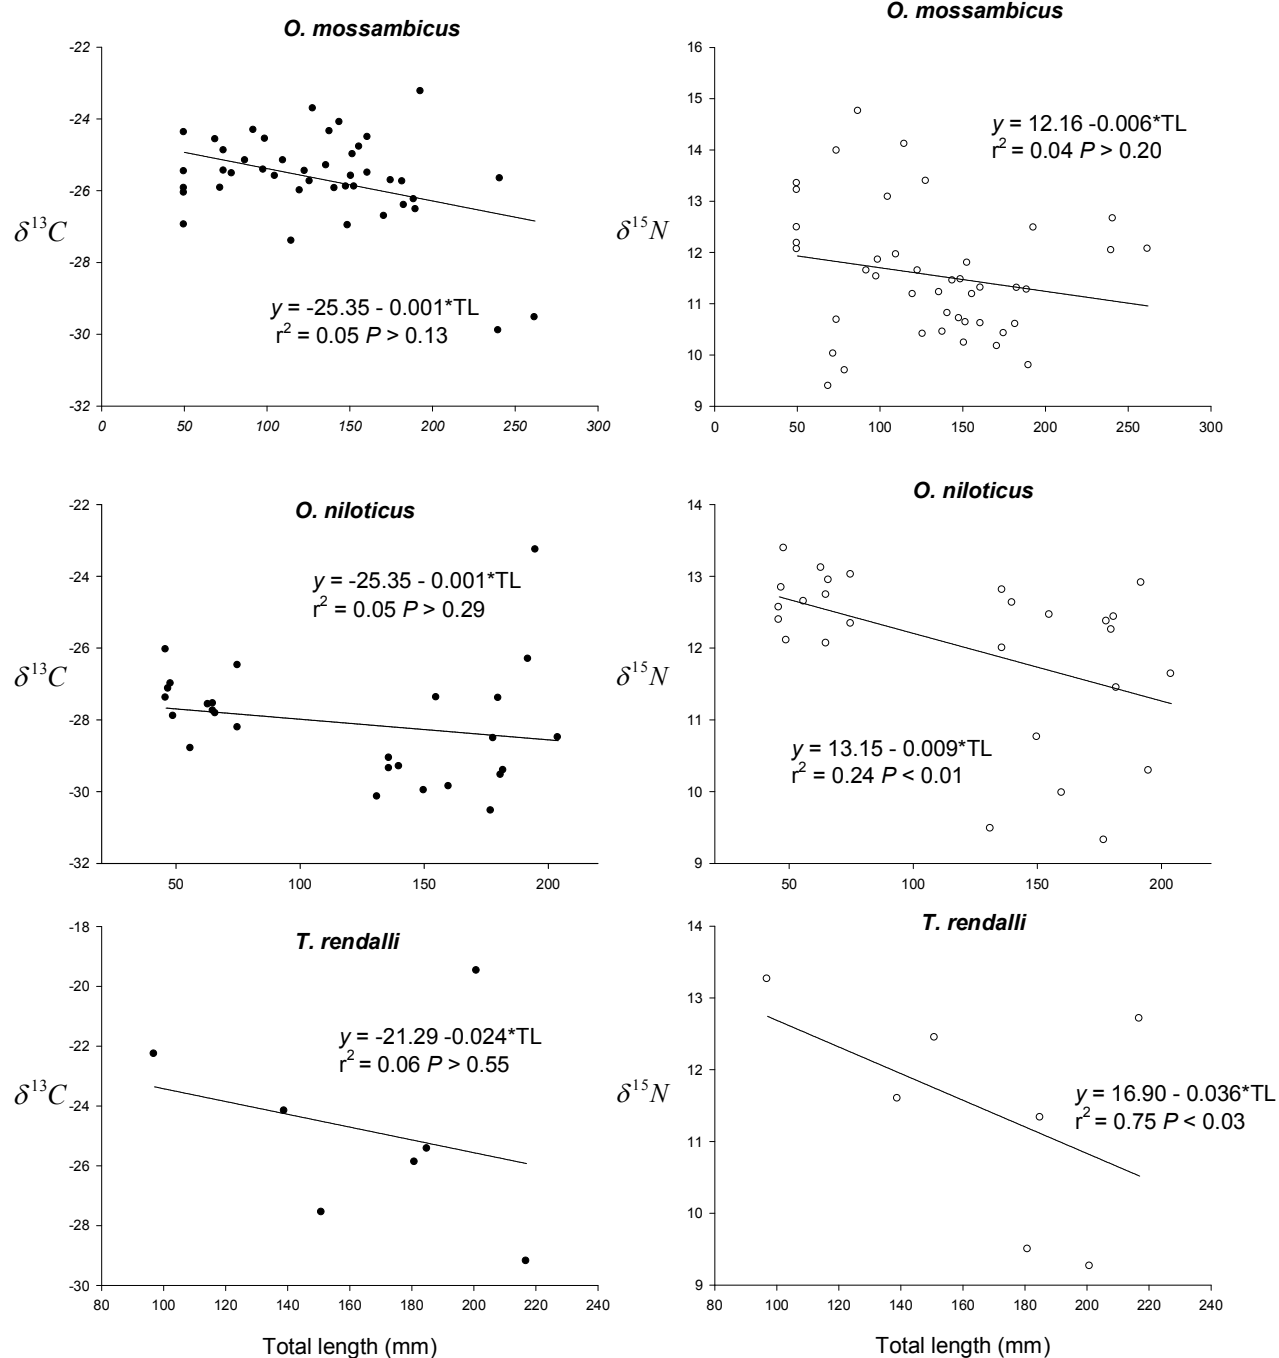 O. mossambicus
-22
-24
-26
-28
-30
-32
δ13C
y = -25.35 - 0.001*TL
r2 = 0.05 P > 0.13
0 50 100 150 200 250 300
O. mossambicus
16
15
14
13
12
11
10
9
δ15N
y = 12.16 -0.006*TL
r2 = 0.04 P > 0.20
0 50 100 150 200 250 300
O. niloticus
-22
-24
-26
-28
-30
-32
δ13C
y = -25.35 - 0.001*TL
r2 = 0.05 P > 0.29
50 100 150 200
O. niloticus
14
13
12
11
10
9
δ15N
y = 13.15 - 0.009*TL
r2 = 0.24 P < 0.01
50 100 150 200
T. rendalli
-18
-20
-22
-24
-26
-28
-30
δ13C
y = -21.29 -0.024*TL
r2 = 0.06 P > 0.55
80 100 120 140 160 180 200 220 240
Total length (mm)
T. rendalli
14
13
12
11
10
9
δ15N
y = 16.90 - 0.036*TL
r2 = 0.75 P < 0.03
80 100 120 140 160 180 200 220 240
Total length (mm)